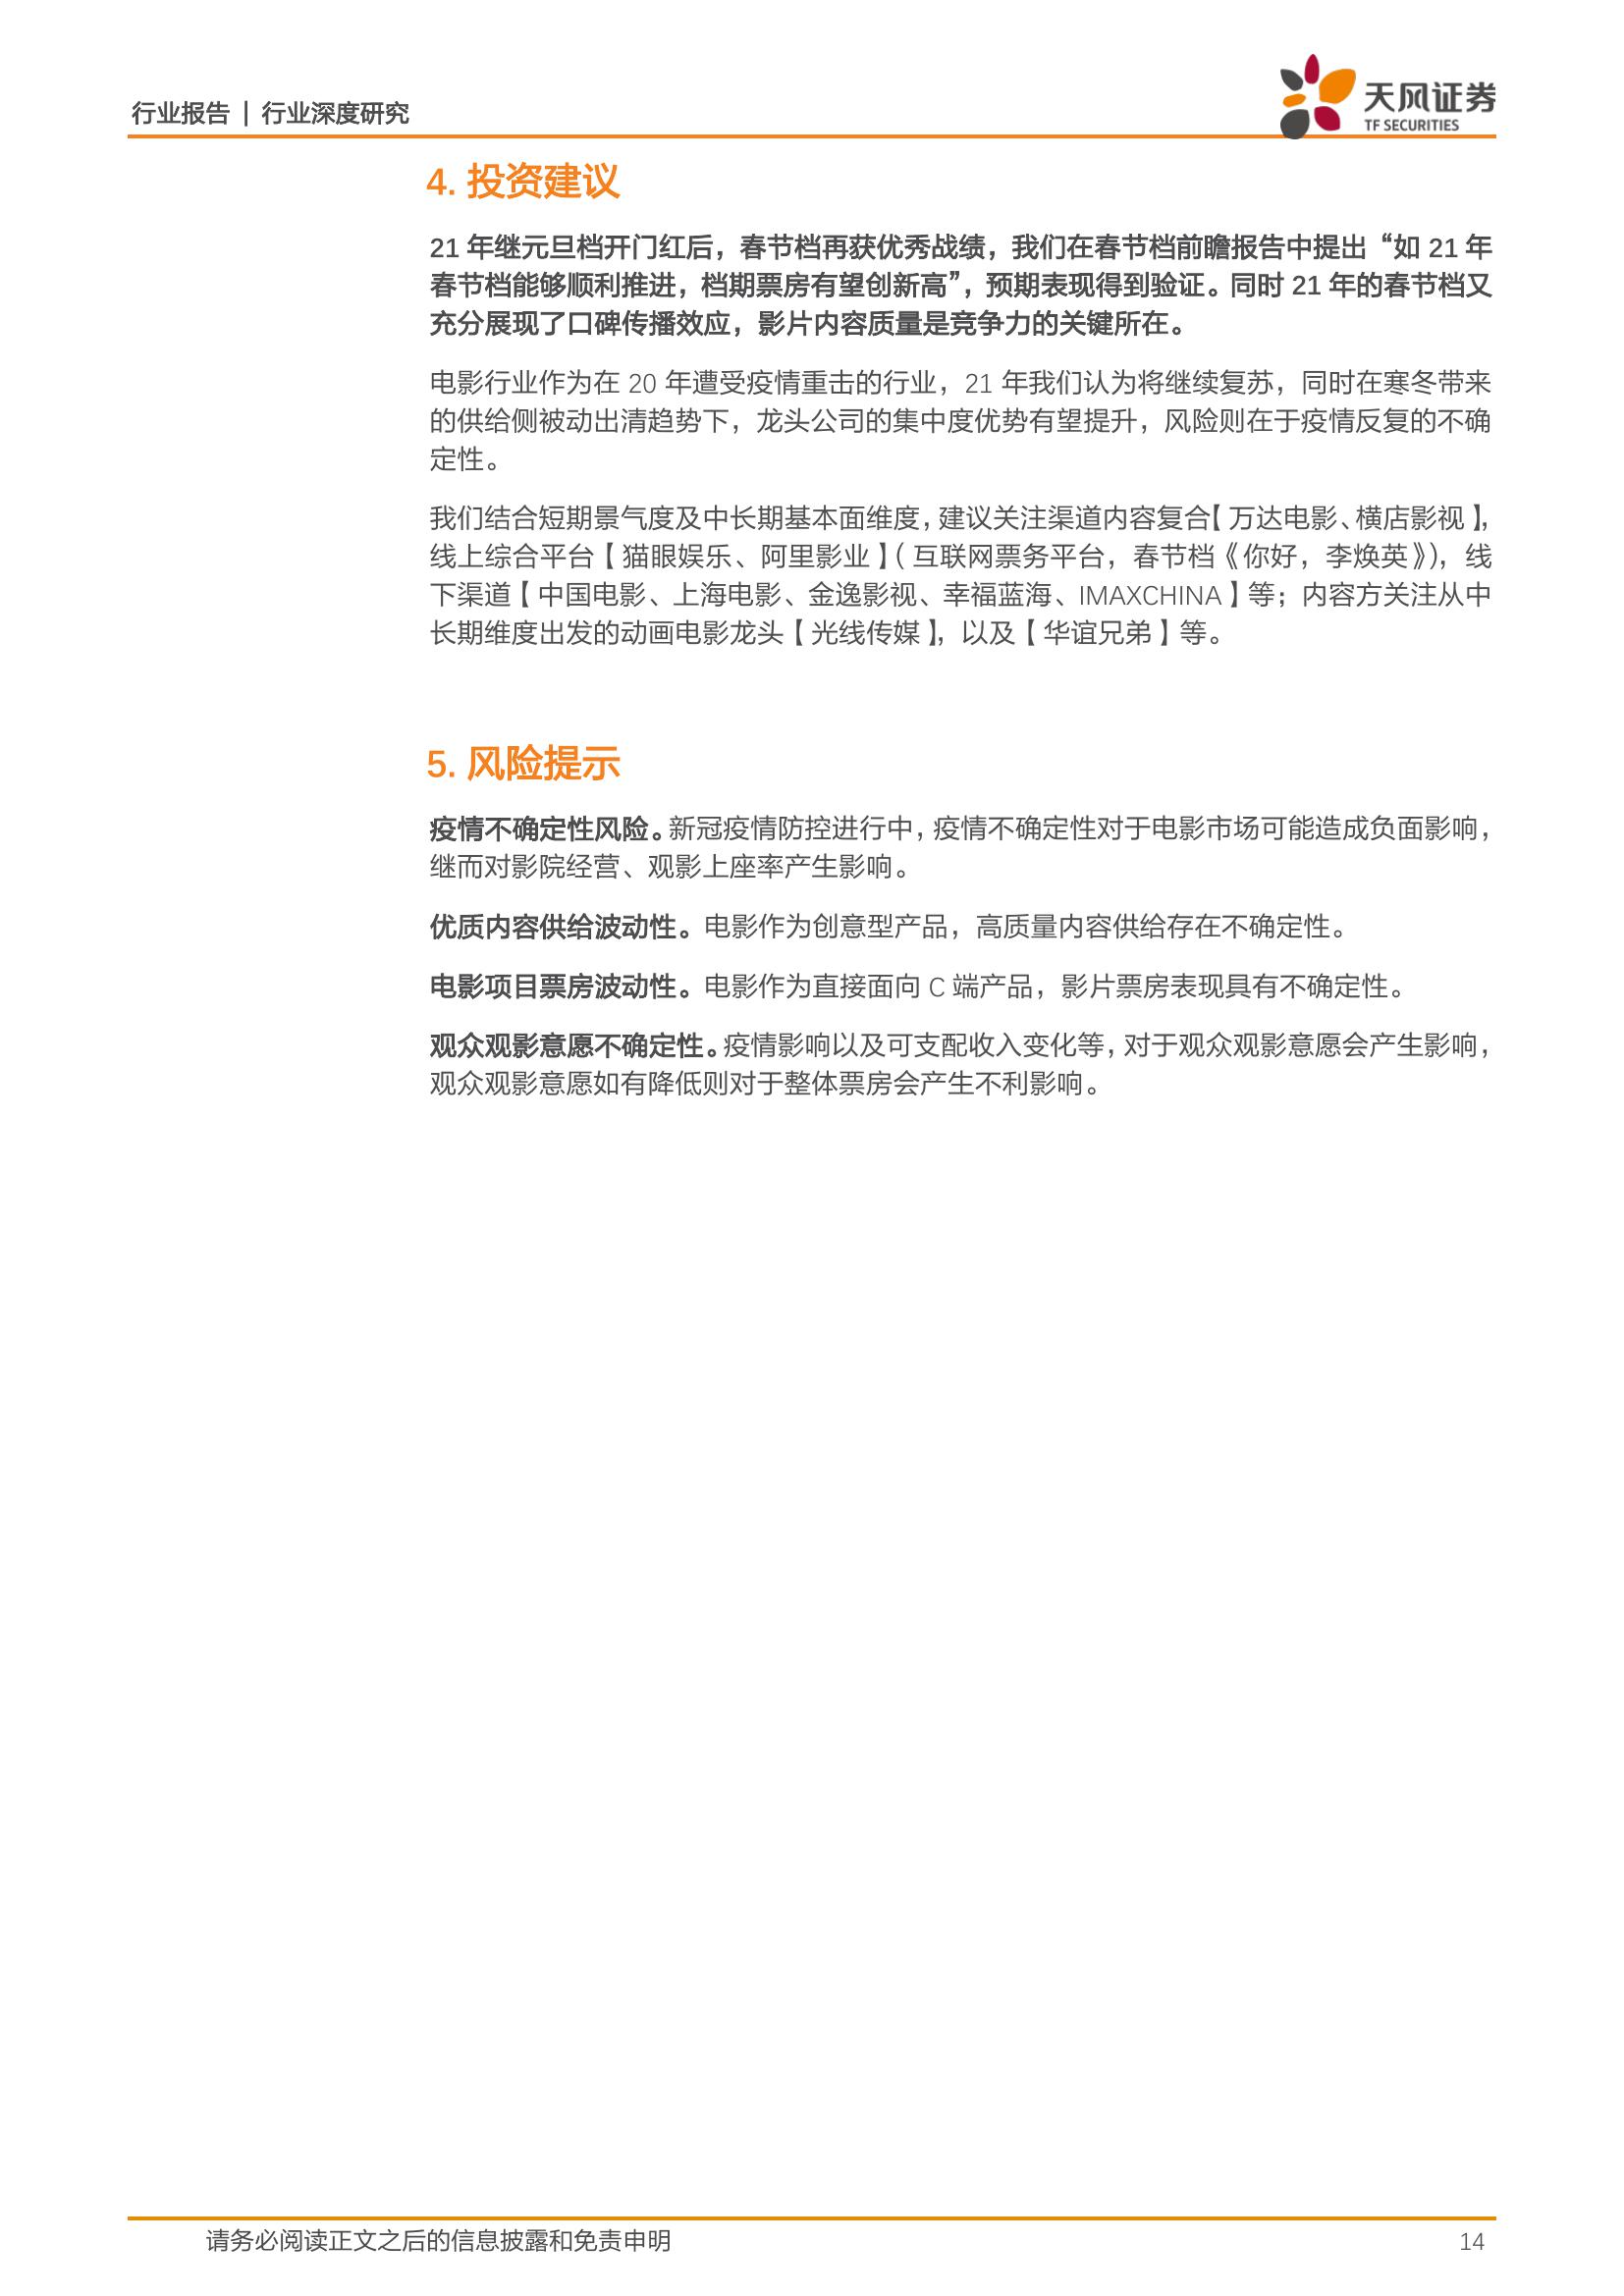 行业报告 | 行业深度研究
天风证券
TF SECURITIES
4. 投资建议
21 年继元旦档开门红后，春节档再获优秀战绩，我们在春节档前瞻报告中提出“如 21 年
春节档能够顺利推进，档期票房有望创新高”，预期表现得到验证。同时 21 年的春节档又
充分展现了口碑传播效应，影片内容质量是竞争力的关键所在。
电影行业作为在 20 年遭受疫情重击的行业，21 年我们认为将继续复苏，同时在寒冬带来
的供给侧被动出清趋势下，龙头公司的集中度优势有望提升，风险则在于疫情反复的不确
定性。
我们结合短期景气度及中长期基本面维度，建议关注渠道内容复合【万达电影、横店影视】，
线上综合平台【猫眼娱乐、阿里影业】（互联网票务平台，春节档《你好，李焕英》），线
下渠道【中国电影、上海电影、金逸影视、幸福蓝海、IMAXCHINA】等；内容方关注从中
长期维度出发的动画电影龙头【光线传媒】，以及【华谊兄弟】等。
5. 风险提示
疫情不确定性风险。新冠疫情防控进行中，疫情不确定性对于电影市场可能造成负面影响，
继而对影院经营、观影上座率产生影响。
优质内容供给波动性。电影作为创意型产品，高质量内容供给存在不确定性。
电影项目票房波动性。电影作为直接面向 C 端产品，影片票房表现具有不确定性。
观众观影意愿不确定性。疫情影响以及可支配收入变化等，对于观众观影意愿会产生影响，
观众观影意愿如有降低则对于整体票房会产生不利影响。
请务必阅读正文之后的信息披露和免责申明
14